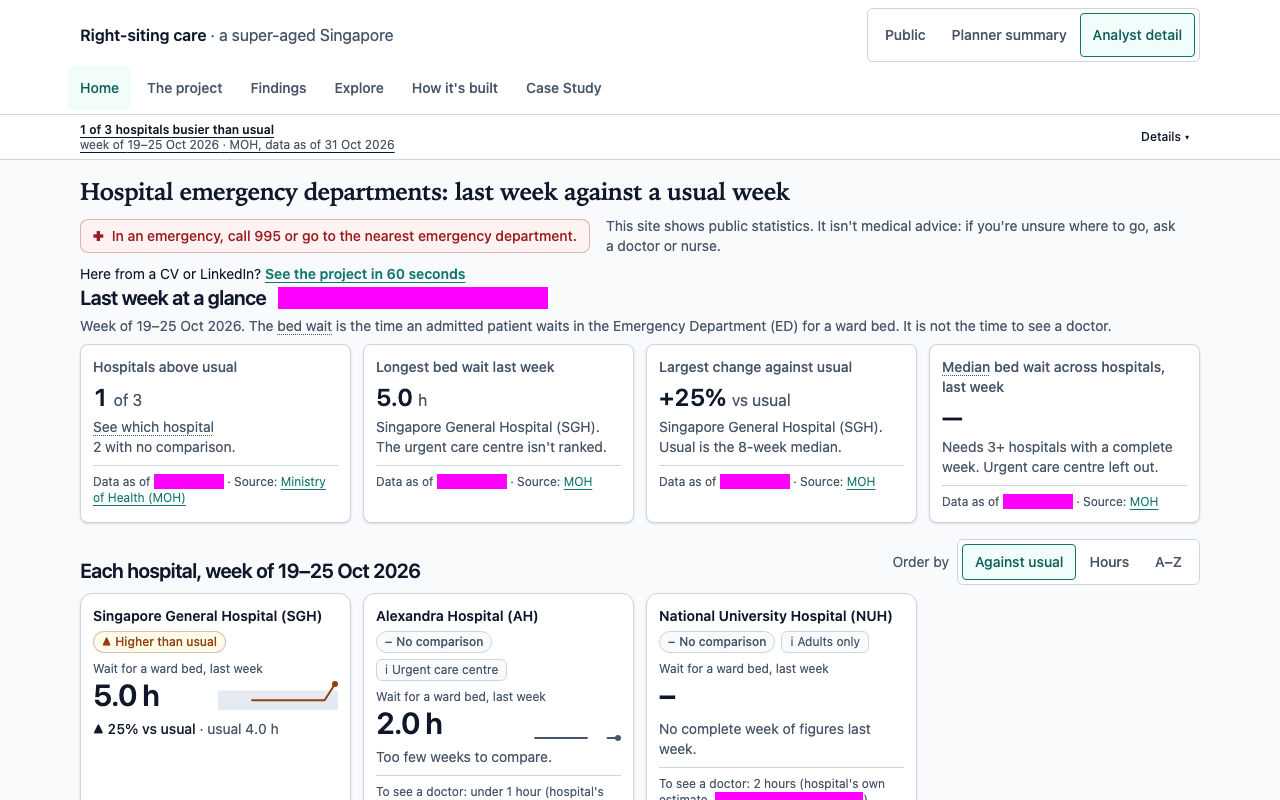 Right-siting care · a super-aged Singapore
Public
Planner summary
Analyst detail
Home
The project
Findings
Explore
How it's built
Case Study
1 of 3 hospitals busier than usual
week of 19–25 Oct 2026 · MOH, data as of 31 Oct 2026
Details ▾
Hospital emergency departments: last week against a usual week
✚ In an emergency, call 995 or go to the nearest emergency department.
This site shows public statistics. It isn't medical advice: if you're unsure where to go, ask
a doctor or nurse.
Here from a CV or LinkedIn? See the project in 60 seconds
Last week at a glance
Week of 19–25 Oct 2026. The bed wait is the time an admitted patient waits in the Emergency Department (ED) for a ward bed. It is not the time to see a doctor.
Hospitals above usual
1 of 3
See which hospital
2 with no comparison.
Data as of · Source: Ministry
of Health (MOH)
Longest bed wait last week
5.0 h
Singapore General Hospital (SGH).
The urgent care centre isn't ranked.
Data as of · Source: MOH
Largest change against usual
+25% vs usual
Singapore General Hospital (SGH).
Usual is the 8-week median.
Data as of · Source: MOH
Median bed wait across hospitals,
last week
—
Needs 3+ hospitals with a complete
week. Urgent care centre left out.
Data as of · Source: MOH
Each hospital, week of 19–25 Oct 2026
Order by
Against usual
Hours
A–Z
Singapore General Hospital (SGH)
▲ Higher than usual
Wait for a ward bed, last week
5.0 h
▲ 25% vs usual · usual 4.0 h
Alexandra Hospital (AH)
– No comparison
i Urgent care centre
Wait for a ward bed, last week
2.0 h
Too few weeks to compare.
To see a doctor: under 1 hour (hospital's
National University Hospital (NUH)
– No comparison
i Adults only
Wait for a ward bed, last week
–
No complete week of figures last
week.
To see a doctor: 2 hours (hospital's own
estimate,